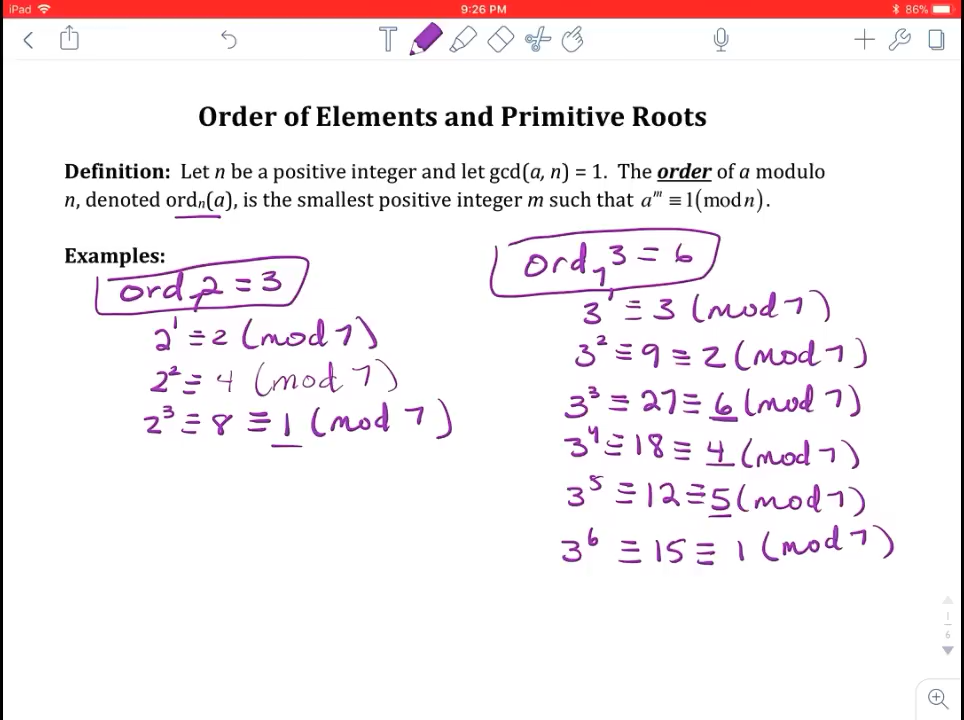 iPad 9:26 PM 86%
T
Order of Elements and Primitive Roots
Definition: Let n be a positive integer and let gcd(a, n) = 1. The order of a modulo
n, denoted ordₙ(a), is the smallest positive integer m such that aᵐ ≡ 1(mod n).
Examples:
ord₇2 = 3
2¹ ≡ 2 (mod 7)
2² ≡ 4 (mod 7)
2³ ≡ 8 ≡ 1 (mod 7)
ord₇3 = 6
3¹ ≡ 3 (mod 7)
3² ≡ 9 ≡ 2 (mod 7)
3³ ≡ 27 ≡ 6 (mod 7)
3⁴ ≡ 18 ≡ 4 (mod 7)
3⁵ ≡ 12 ≡ 5 (mod 7)
3⁶ ≡ 15 ≡ 1 (mod 7)
1
6